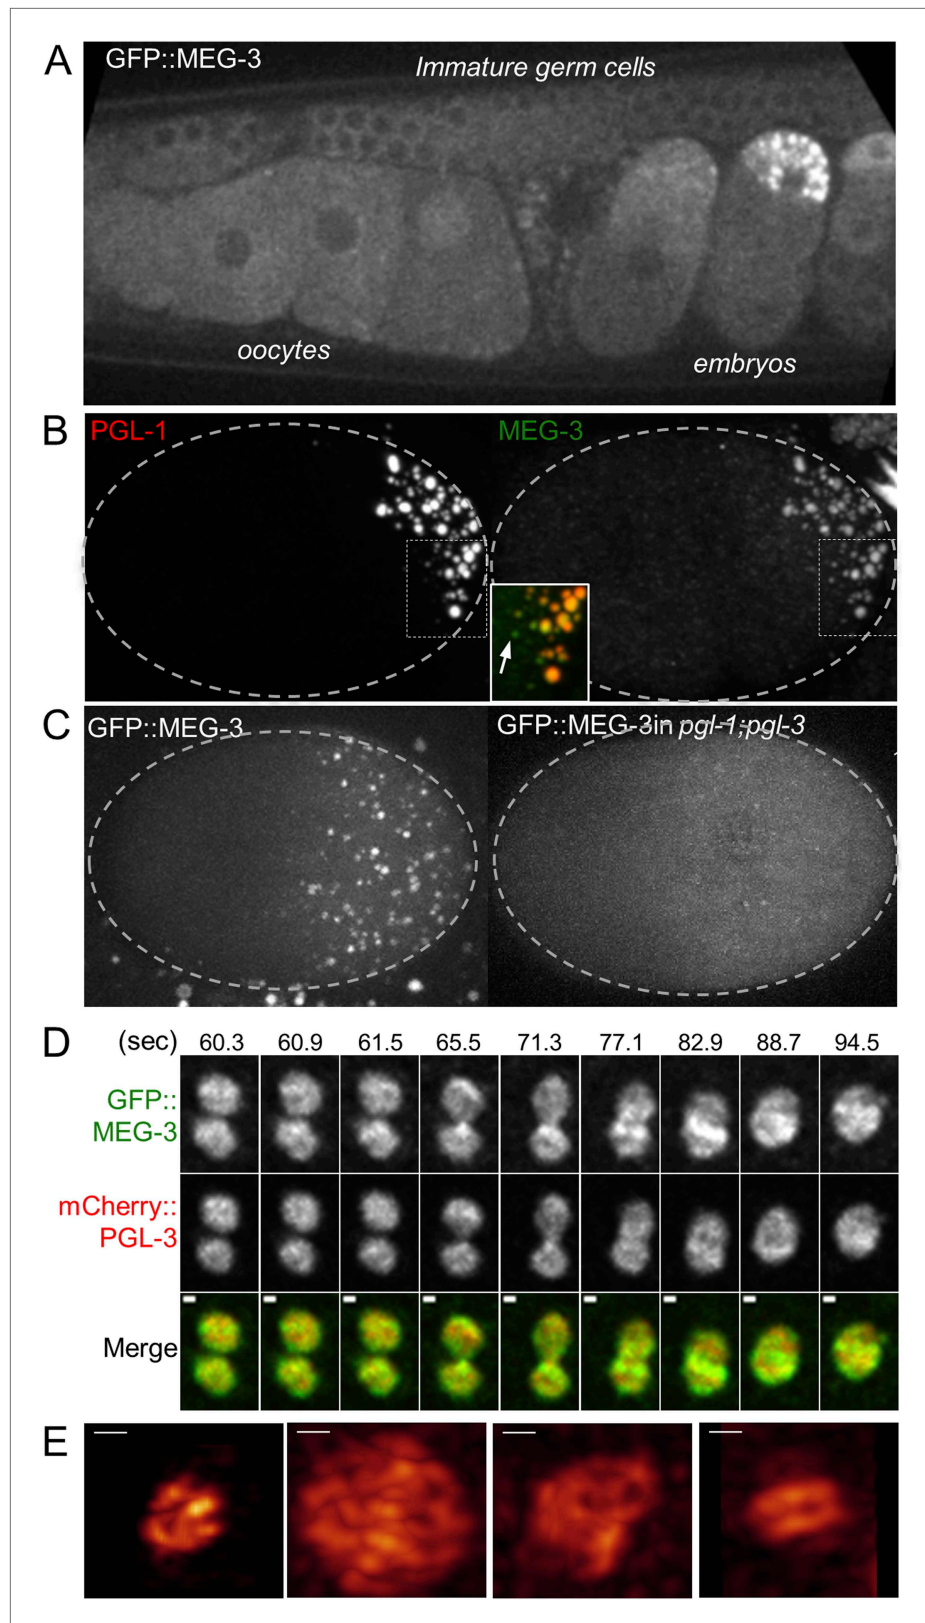 A
GFP::MEG-3
Immature germ cells
oocytes
embryos
B
PGL-1
MEG-3
C
GFP::MEG-3
GFP::MEG-3in pgl-1;pgl-3
D
(sec) 60.3 60.9 61.5 65.5 71.3 77.1 82.9 88.7 94.5
GFP::
MEG-3
mCherry::
PGL-3
Merge
E